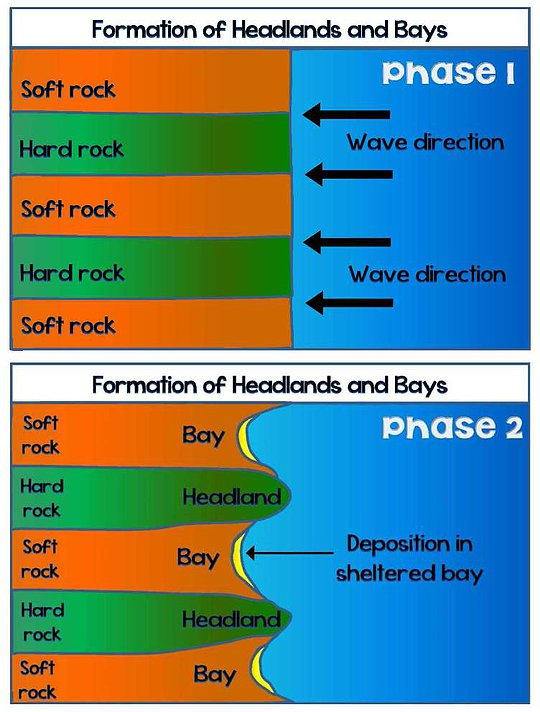 Formation of Headlands and Bays
phase 1
Soft rock
Hard rock
Wave direction
Soft rock
Hard rock
Wave direction
Soft rock
Formation of Headlands and Bays
phase 2
Soft
rock
Bay
Hard
rock
Headland
Soft
rock
Bay
Deposition in
sheltered bay
Hard
rock
Headland
Soft
rock
Bay